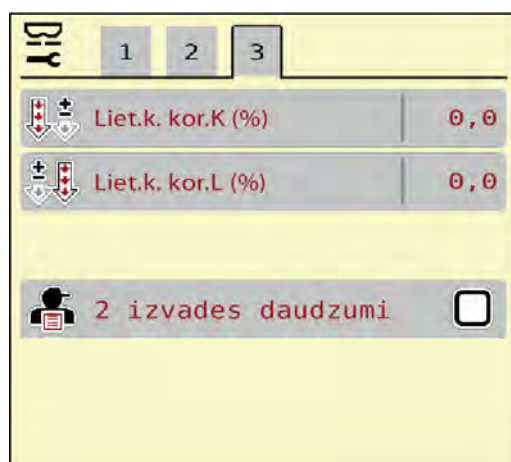 1 2 3
Liet.k. kor.K (%) 0,0
Liet.k. kor.L (%) 0,0
2 izvades daudzumi